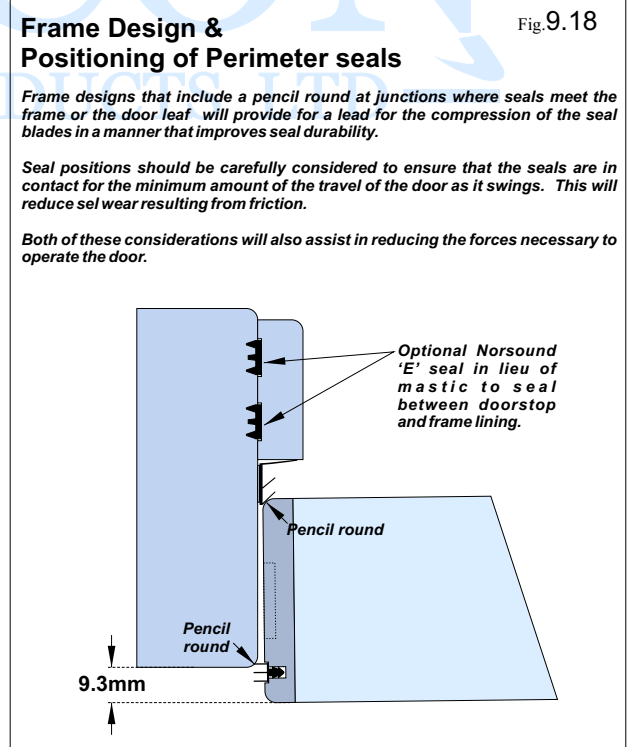 Frame Design &
Fig.9.18
Positioning of Perimeter seals
Frame designs that include a pencil round at junctions where seals meet the
frame or the door leaf will provide for a lead for the compression of the seal
blades in a manner that improves seal durability.
Seal positions should be carefully considered to ensure that the seals are in
contact for the minimum amount of the travel of the door as it swings. This will
reduce sel wear resulting from friction.
Both of these considerations will also assist in reducing the forces necessary to
operate the door.
Optional Norsound
‘E’ seal in lieu of
mastic to seal
between doorstop
and frame lining.
Pencil round
Pencil
round
9.3mm